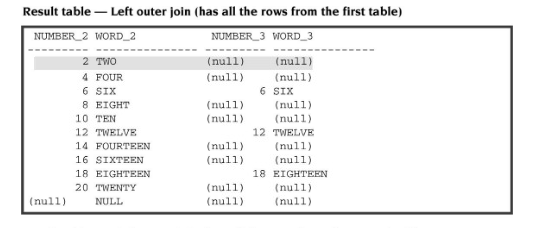 Result table — Left outer join (has all the rows from the first table)
NUMBER_2 WORD_2 NUMBER_3 WORD_3
-------- --------------- -------- ---------------
2 TWO (null) (null)
4 FOUR (null) (null)
6 SIX 6 SIX
8 EIGHT (null) (null)
10 TEN (null) (null)
12 TWELVE 12 TWELVE
14 FOURTEEN (null) (null)
16 SIXTEEN (null) (null)
18 EIGHTEEN 18 EIGHTEEN
20 TWENTY (null) (null)
(null) NULL (null) (null)